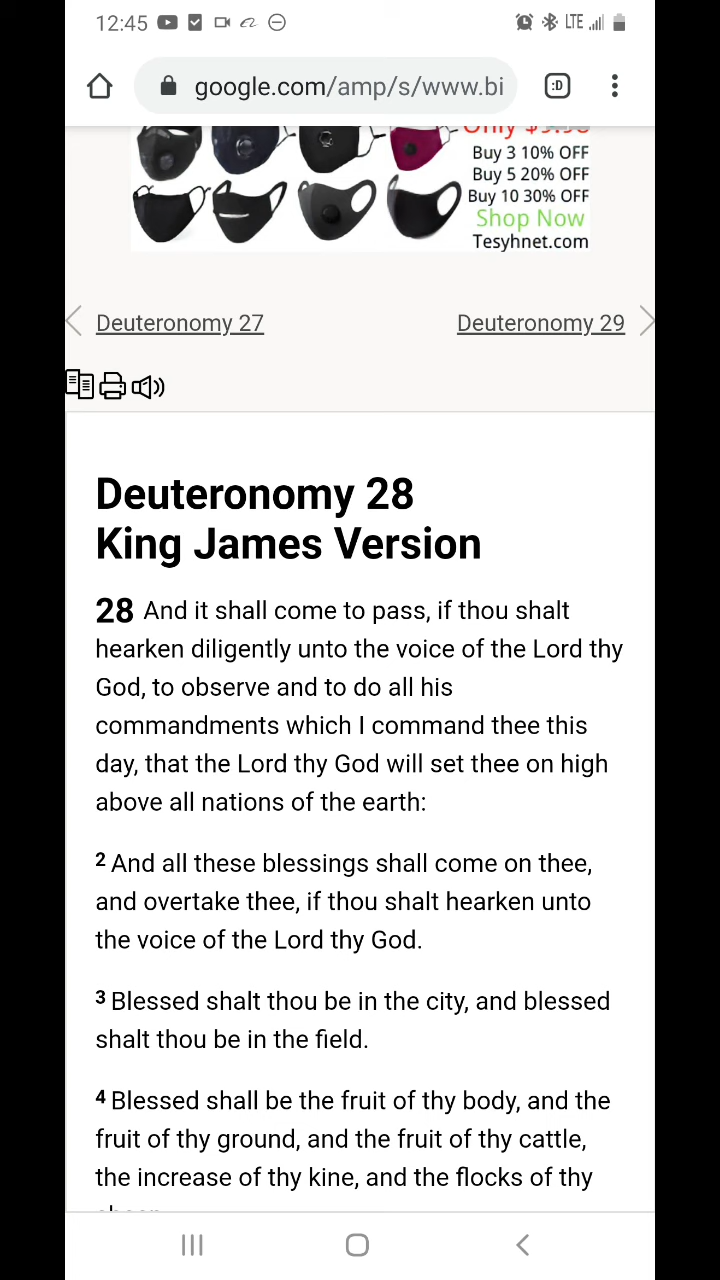 12:45 LTE
google.com/amp/s/www.bi :D
Buy 3 10% OFF
Buy 5 20% OFF
Buy 10 30% OFF
Shop Now
Tesyhnet.com
Deuteronomy 27 Deuteronomy 29
Deuteronomy 28
King James Version
28 And it shall come to pass, if thou shalt
hearken diligently unto the voice of the Lord thy
God, to observe and to do all his
commandments which I command thee this
day, that the Lord thy God will set thee on high
above all nations of the earth:
2 And all these blessings shall come on thee,
and overtake thee, if thou shalt hearken unto
the voice of the Lord thy God.
3 Blessed shalt thou be in the city, and blessed
shalt thou be in the field.
4 Blessed shall be the fruit of thy body, and the
fruit of thy ground, and the fruit of thy cattle,
the increase of thy kine, and the flocks of thy